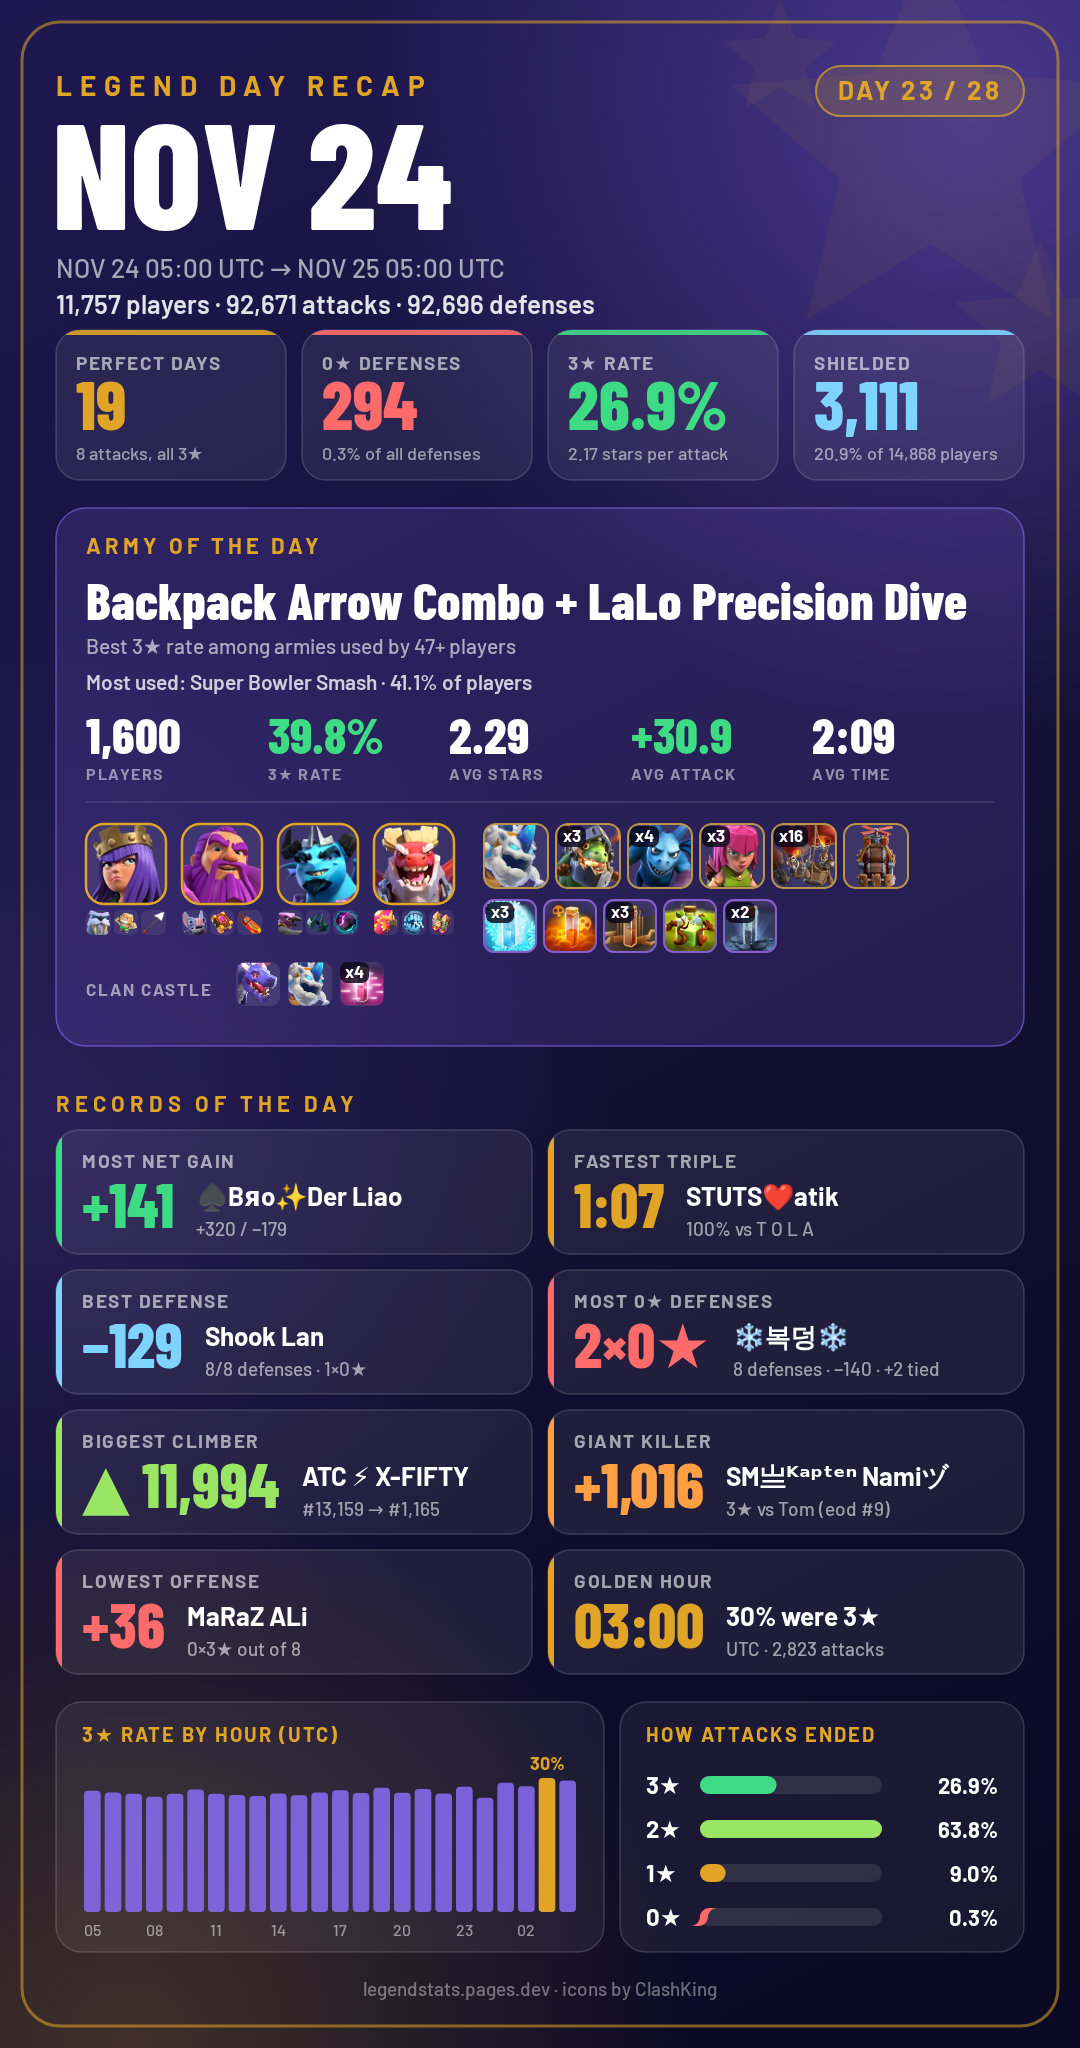 LEGEND DAY RECAP
DAY 23 / 28
NOV 24
NOV 24 05:00 UTC → NOV 25 05:00 UTC
11,757 players · 92,671 attacks · 92,696 defenses
PERFECT DAYS
19
8 attacks, all 3★
0★ DEFENSES
294
0.3% of all defenses
3★ RATE
26.9%
2.17 stars per attack
SHIELDED
3,111
20.9% of 14,868 players
ARMY OF THE DAY
Backpack Arrow Combo + LaLo Precision Dive
Best 3★ rate among armies used by 47+ players
Most used: Super Bowler Smash · 41.1% of players
1,600
PLAYERS
39.8%
3★ RATE
2.29
AVG STARS
+30.9
AVG ATTACK
2:09
AVG TIME
x3 x4 x3 x16
x3 x3 x2
CLAN CASTLE x4
RECORDS OF THE DAY
MOST NET GAIN
+141
♠Вяо✨Der Liao
+320 / −179
FASTEST TRIPLE
1:07
STUTS❤️atik
100% vs T O L A
BEST DEFENSE
−129
Shook Lan
8/8 defenses · 1×0★
MOST 0★ DEFENSES
2×0★
❄️복덩❄️
8 defenses · −140 · +2 tied
BIGGEST CLIMBER
▲ 11,994
ATC ⚡ X-FIFTY
#13,159 → #1,165
GIANT KILLER
+1,016
SM亗ᴷᵃᵖᵗᵉⁿ Namiヅ
3★ vs Tom (eod #9)
LOWEST OFFENSE
+36
MaRaZ ALi
0×3★ out of 8
GOLDEN HOUR
03:00
30% were 3★
UTC · 2,823 attacks
3★ RATE BY HOUR (UTC)
30%
05 08 11 14 17 20 23 02
HOW ATTACKS ENDED
3★ 26.9%
2★ 63.8%
1★ 9.0%
0★ 0.3%
legendstats.pages.dev · icons by ClashKing